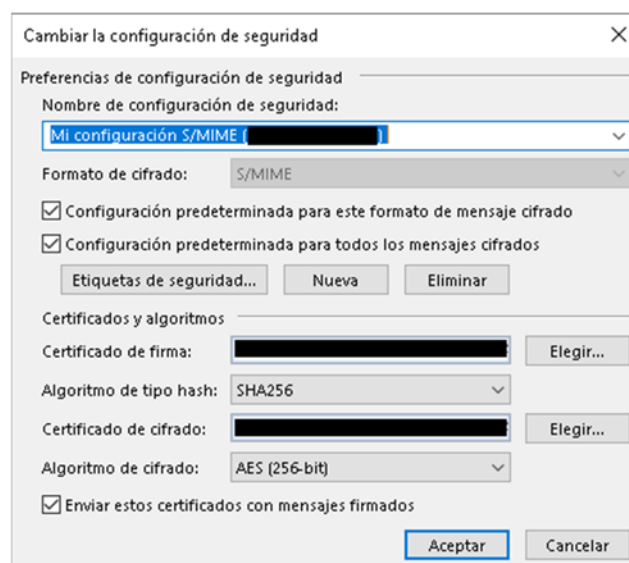 Cambiar la configuración de seguridad
Preferencias de configuración de seguridad
Nombre de configuración de seguridad:
Mi configuración S/MIME ( )
Formato de cifrado: S/MIME
Configuración predeterminada para este formato de mensaje cifrado
Configuración predeterminada para todos los mensajes cifrados
Etiquetas de seguridad... Nueva Eliminar
Certificados y algoritmos
Certificado de firma: Elegir...
Algoritmo de tipo hash: SHA256
Certificado de cifrado: Elegir...
Algoritmo de cifrado: AES (256-bit)
Enviar estos certificados con mensajes firmados
Aceptar Cancelar